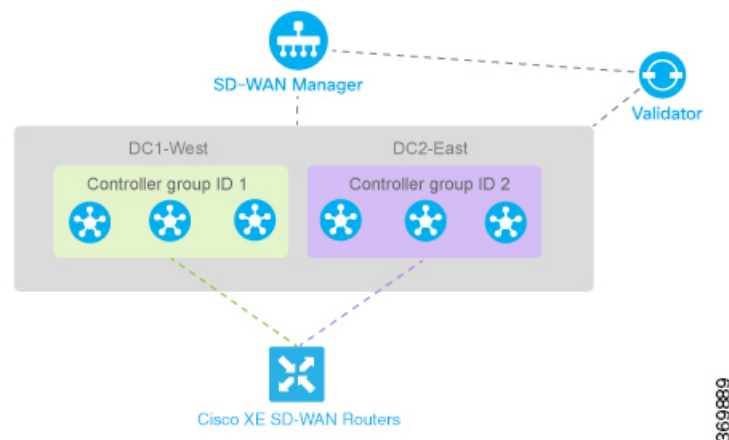 SD-WAN Manager
Validator
DC1-West
DC2-East
Controller group ID 1
Controller group ID 2
Cisco XE SD-WAN Routers
369889